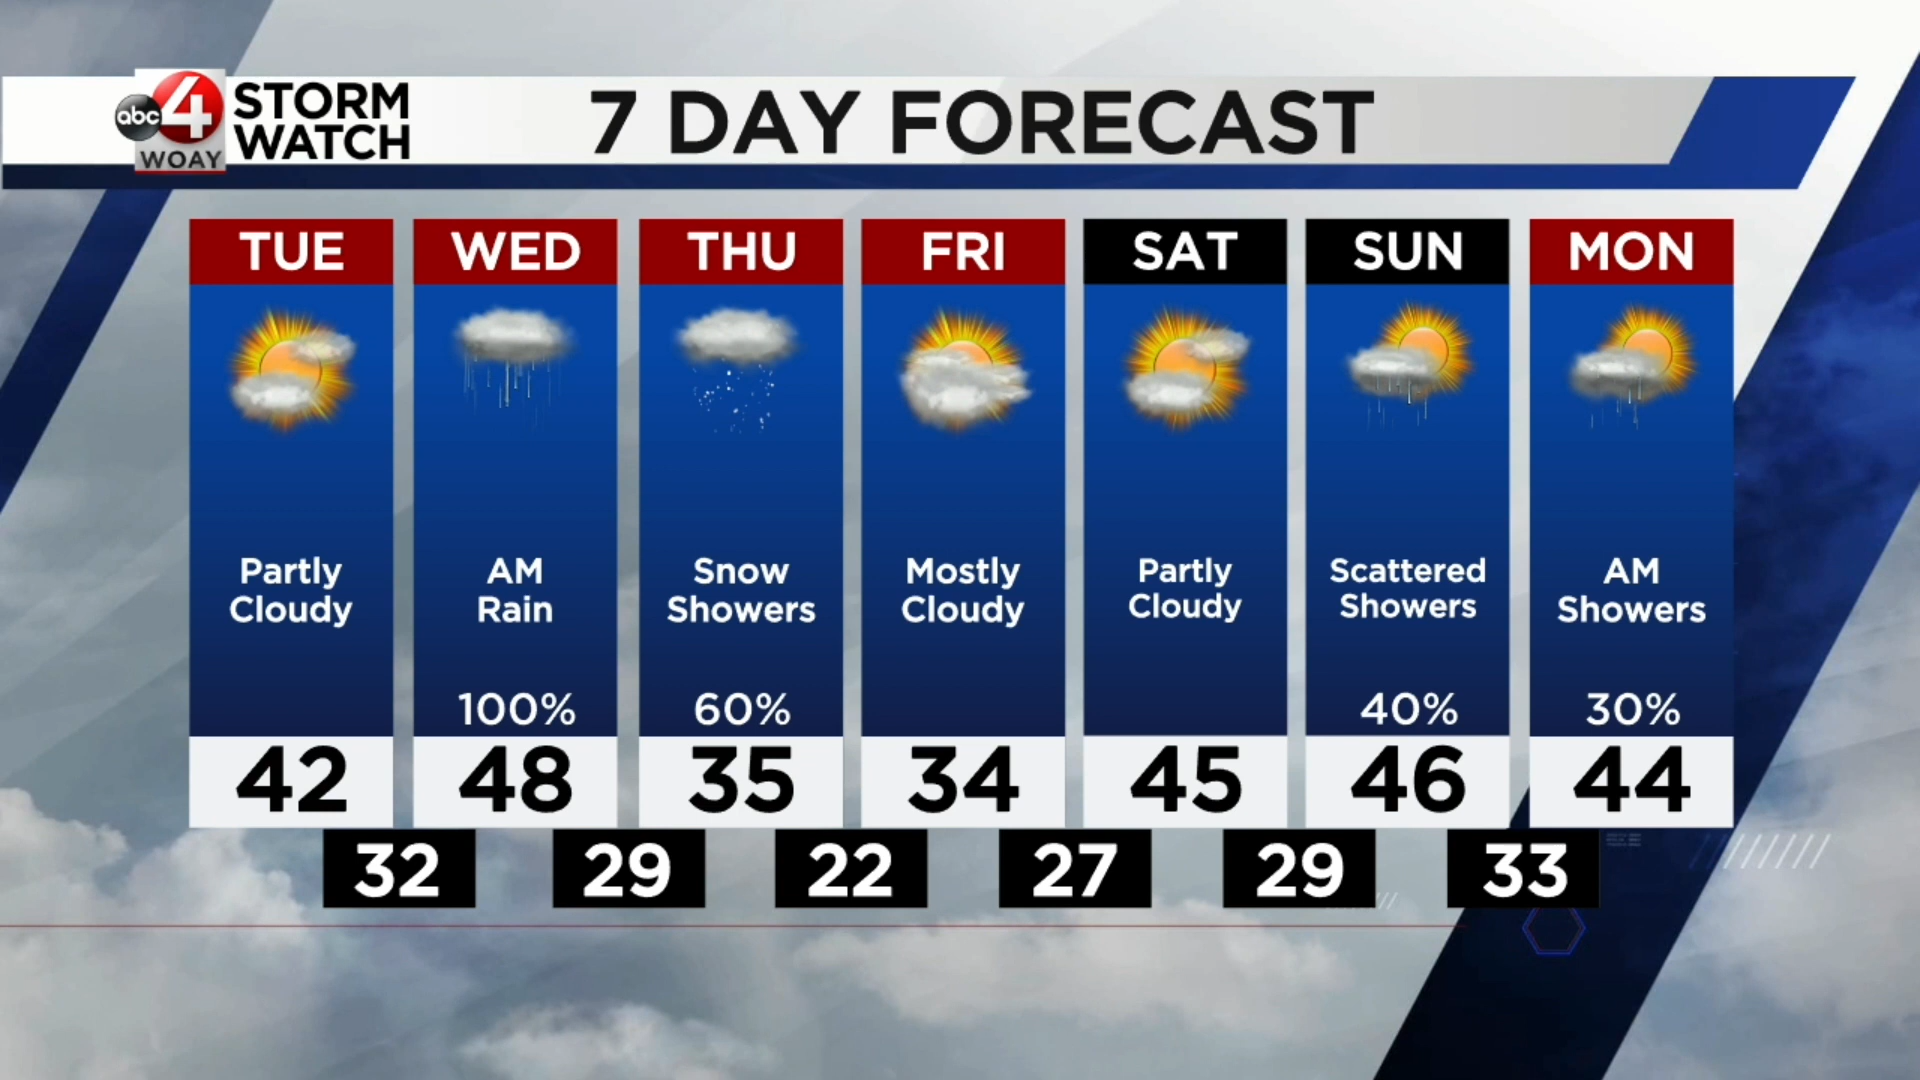 abc 4
WOAY
STORM
WATCH
7 DAY FORECAST
TUE
Partly
Cloudy
42
WED
AM
Rain
100%
48
THU
Snow
Showers
60%
35
FRI
Mostly
Cloudy
34
SAT
Partly
Cloudy
45
SUN
Scattered
Showers
40%
46
MON
AM
Showers
30%
44
32 29 22 27 29 33